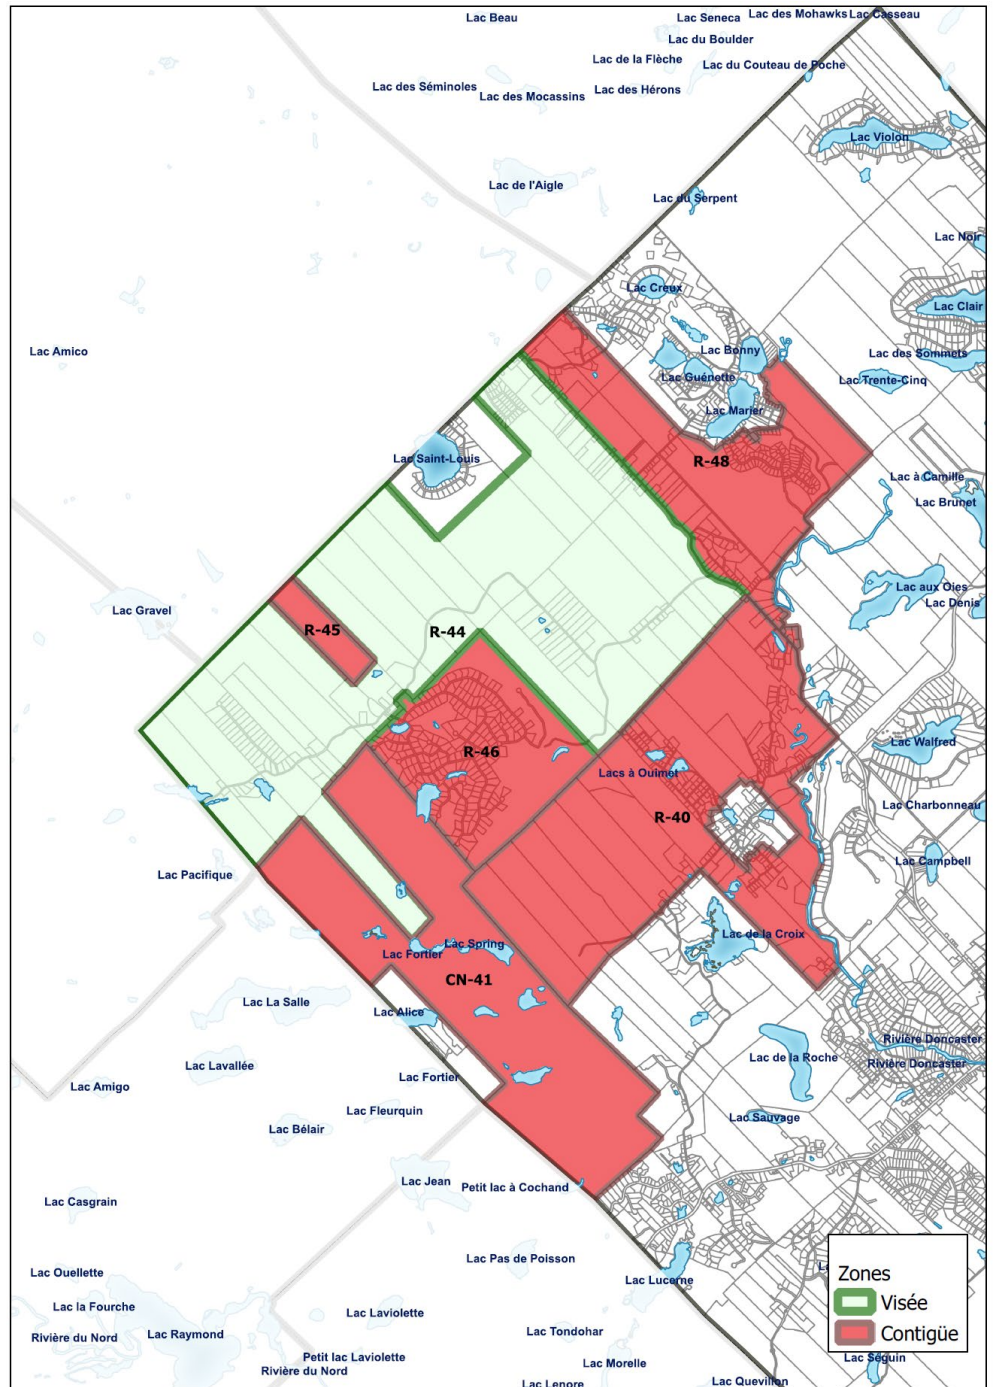 Lac Beau
Lac Seneca
Lac des Mohawks
Lac Casseau
Lac du Boulder
Lac de la Flèche
Lac du Couteau de Poche
Lac des Séminoles
Lac des Mocassins
Lac des Hérons
Lac Violon
Lac de l'Aigle
Lac du Serpent
Lac Noir
Lac Creux
Lac Clair
Lac Amico
Lac Bonny
Lac des Sommets
Lac Guénette
Lac Trente-Cinq
Lac Marier
Lac Saint-Louis
R-48
Lac à Camille
Lac Brunet
Lac aux Oies
Lac Denis
Lac Gravel
R-45
R-44
Lac Walfred
R-46
Lacs à Ouimet
Lac Charbonneau
R-40
Lac Campbell
Lac Pacifique
Lac de la Croix
Lac Spring
Lac Fortier
CN-41
Lac La Salle
Lac Alice
Rivière Doncaster
Lac de la Roche
Rivière Doncaster
Lac Lavallée
Lac Fortier
Lac Amigo
Lac Fleurquin
Lac Sauvage
Lac Bélair
Lac Jean
Petit lac à Cochand
Lac Casgrain
Lac Pas de Poisson
Lac Ouellette
Lac Lucerne
Zones
Visée
Contigüe
Lac la Fourche
Lac Laviolette
Rivière du Nord
Lac Raymond
Lac Tondohar
Petit lac Laviolette
Lac Séguin
Rivière du Nord
Lac Morelle
Lac Lenore
Lac Quevillon